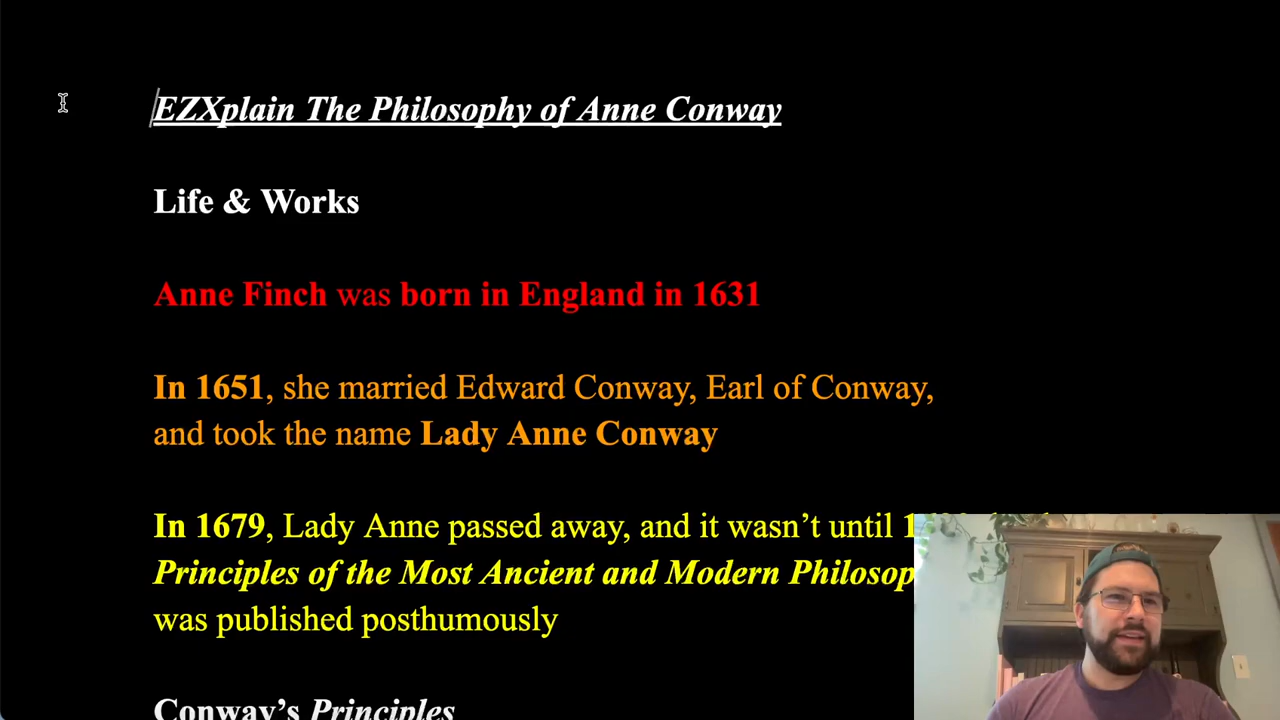 EZXplain The Philosophy of Anne Conway
Life & Works
Anne Finch was born in England in 1631
In 1651, she married Edward Conway, Earl of Conway,
and took the name Lady Anne Conway
In 1679, Lady Anne passed away, and it wasn’t until
Principles of the Most Ancient and Modern
was published posthumously
Conway’s Principles